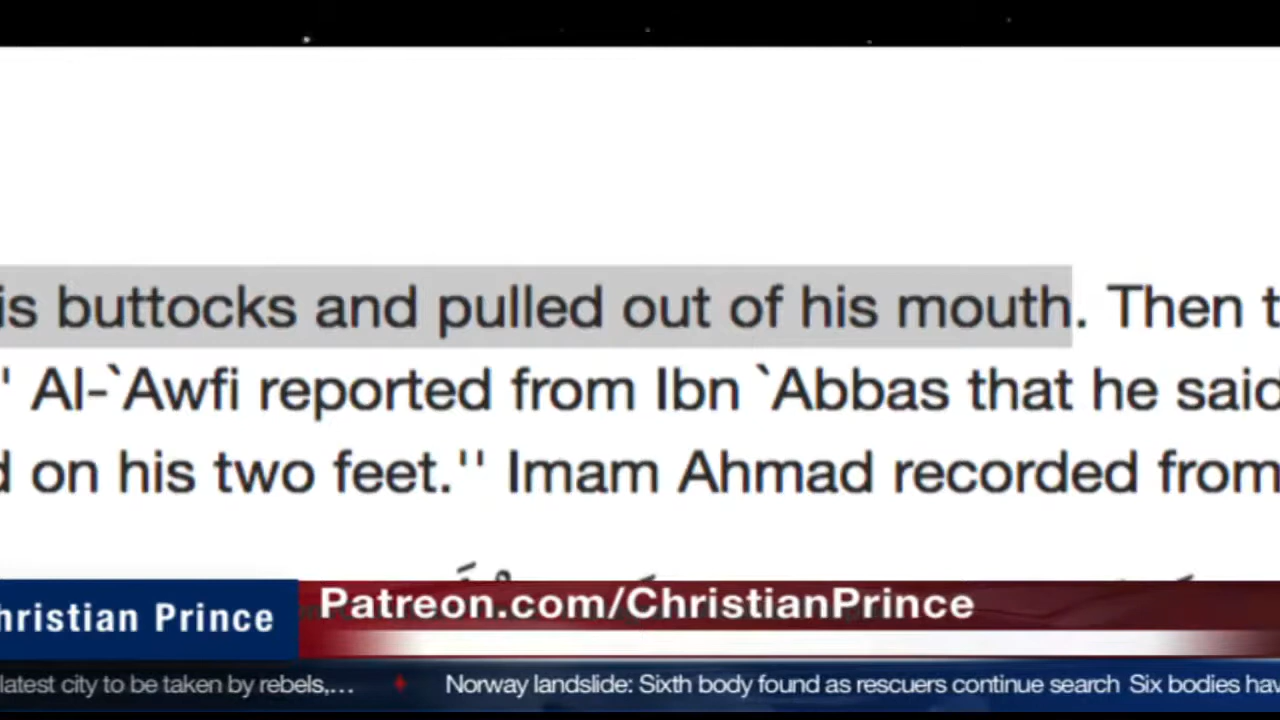 is buttocks and pulled out of his mouth. Then t
'' Al-`Awfi reported from Ibn `Abbas that he said
d on his two feet.'' Imam Ahmad recorded from
hristian Prince
Patreon.com/ChristianPrince
latest city to be taken by rebels,... Norway landslide: Sixth body found as rescuers continue search Six bodies hav